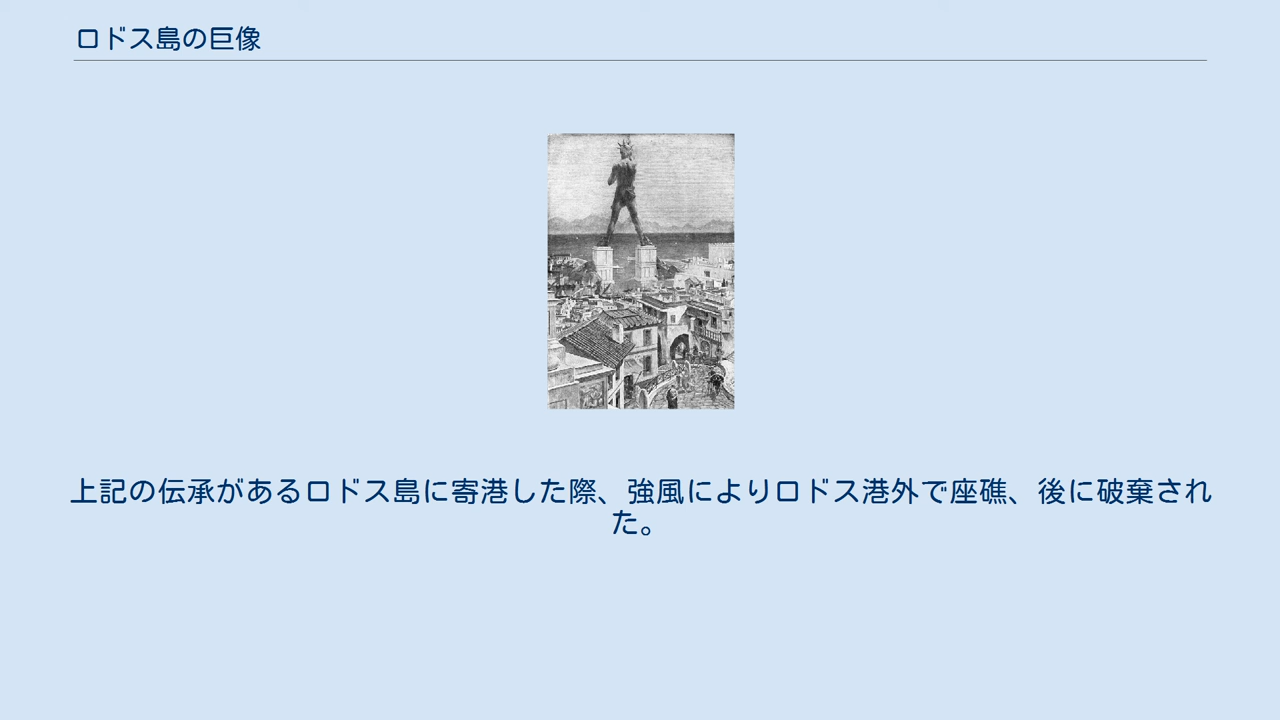 ロドス島の巨像
上記の伝承があるロドス島に寄港した際、強風によりロドス港外で座礁、後に破棄され
た。